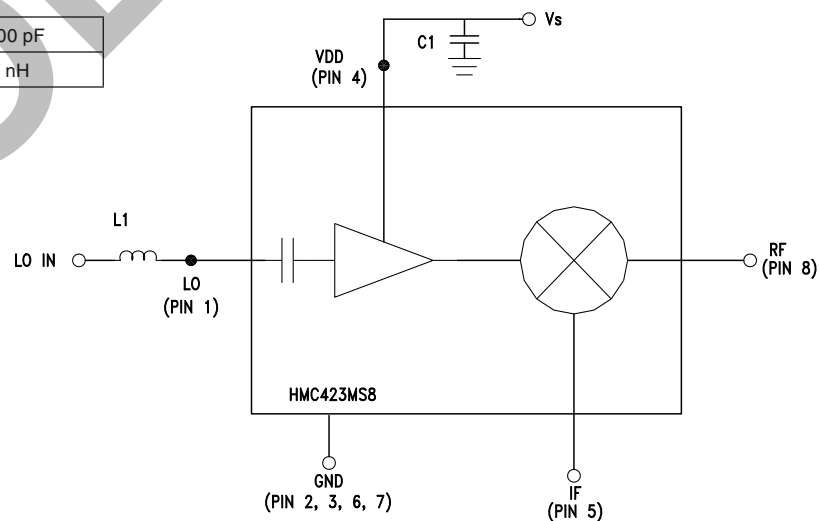 00 pF
nH
Vs
C1
VDD
(PIN 4)
L1
LO IN
LO
(PIN 1)
RF
(PIN 8)
HMC423MS8
GND
(PIN 2, 3, 6, 7)
IF
(PIN 5)